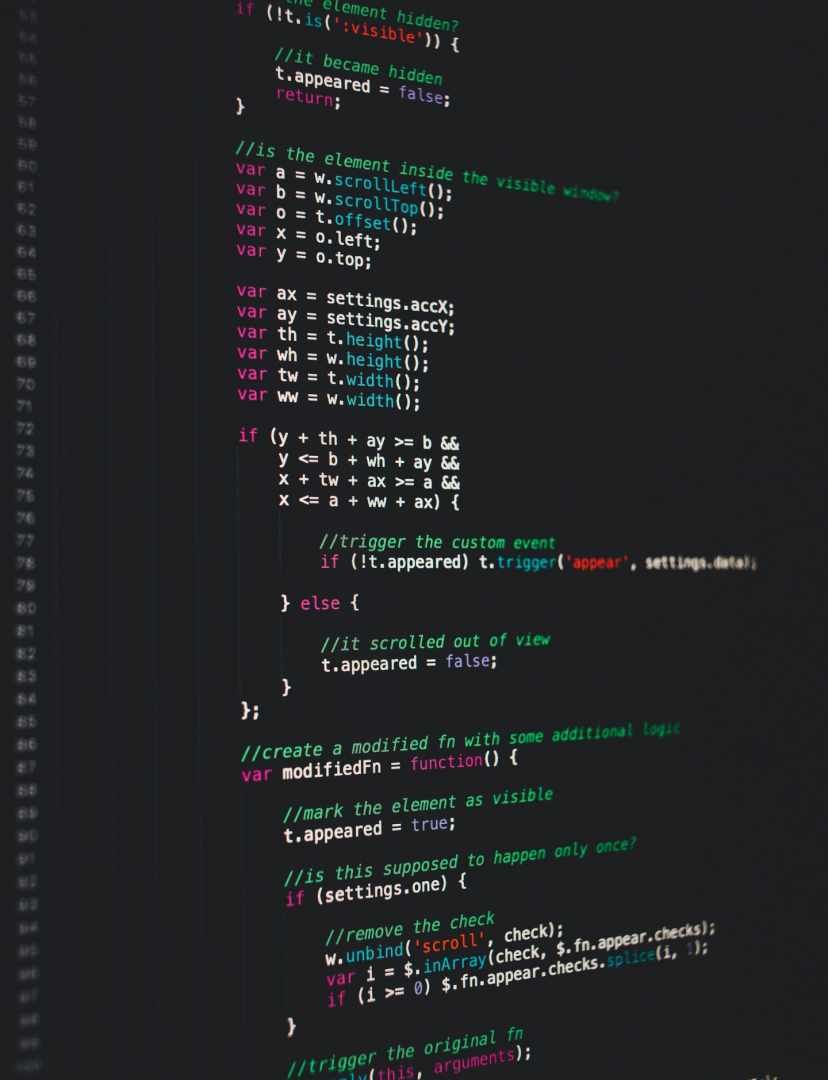 the element hidden?
if (!t.is(':visible')) {
//it became hidden
t.appeared = false;
return;
}
//is the element inside the visible window?
var a = w.scrollLeft();
var b = w.scrollTop();
var o = t.offset();
var x = o.left;
var y = o.top;
var ax = settings.accX;
var ay = settings.accY;
var th = t.height();
var wh = w.height();
var tw = t.width();
var ww = w.width();
if (y + th + ay >= b &&
y <= b + wh + ay &&
x + tw + ax >= a &&
x <= a + ww + ax) {
//trigger the custom event
if (!t.appeared) t.trigger('appear', settings.data);
} else {
//it scrolled out of view
t.appeared = false;
}
};
//create a modified fn with some additional logic
var modifiedFn = function() {
//mark the element as visible
t.appeared = true;
//is this supposed to happen only once?
if (settings.one) {
//remove the check
w.unbind('scroll', check);
var i = $.inArray(check, $.fn.appear.checks);
if (i >= 0) $.fn.appear.checks.splice(i, 1);
}
//trigger the original fn
(this, arguments);